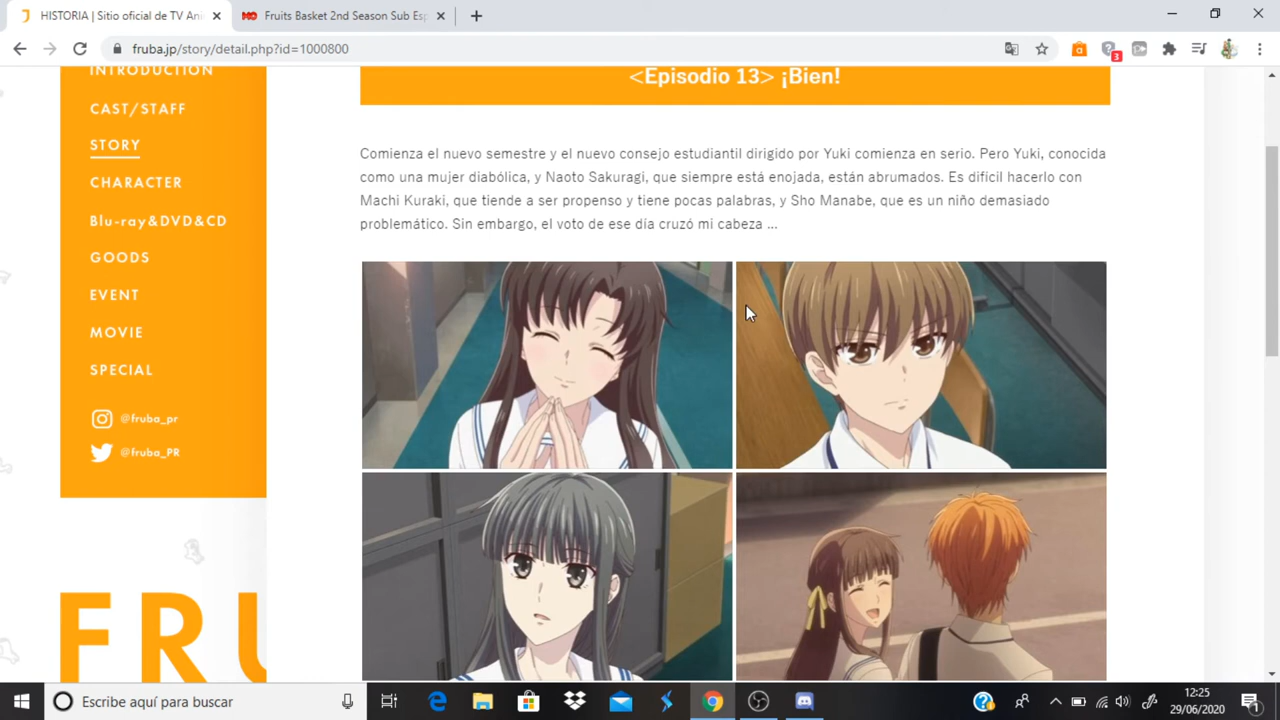 HISTORIA | Sitio oficial de TV Ani
Fruits Basket 2nd Season Sub Esp
fruba.jp/story/detail.php?id=1000800
3
INTRODUCTION
CAST/STAFF
STORY
CHARACTER
Blu-ray&DVD&CD
GOODS
EVENT
MOVIE
SPECIAL
@fruba_pr
@fruba_PR
FRU
<Episodio 13> ¡Bien!
Comienza el nuevo semestre y el nuevo consejo estudiantil dirigido por Yuki comienza en serio. Pero Yuki, conocida
como una mujer diabólica, y Naoto Sakuragi, que siempre está enojada, están abrumados. Es difícil hacerlo con
Machi Kuraki, que tiende a ser propenso y tiene pocas palabras, y Sho Manabe, que es un niño demasiado
problemático. Sin embargo, el voto de ese día cruzó mi cabeza ...
Escribe aquí para buscar
12:25
29/06/2020
1